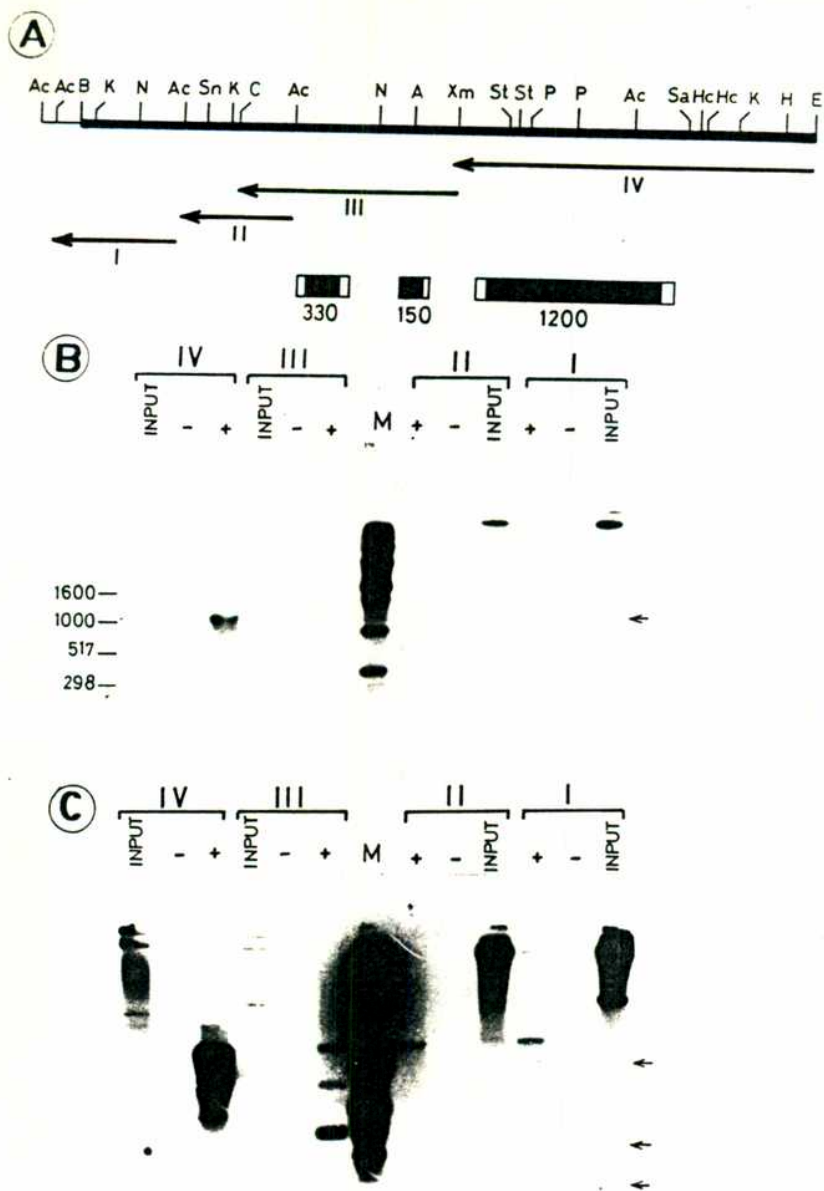 A
Ac Ac B K N Ac Sn K C Ac N A Xm St St P P Ac Sa Hc Hc K H E
IV
III
II
I
330 150 1200
B
IV III II I
INPUT - + INPUT - + M + - INPUT + - INPUT
1600
1000
517
298
C
IV III II I
INPUT - + INPUT - + M + - INPUT + - INPUT